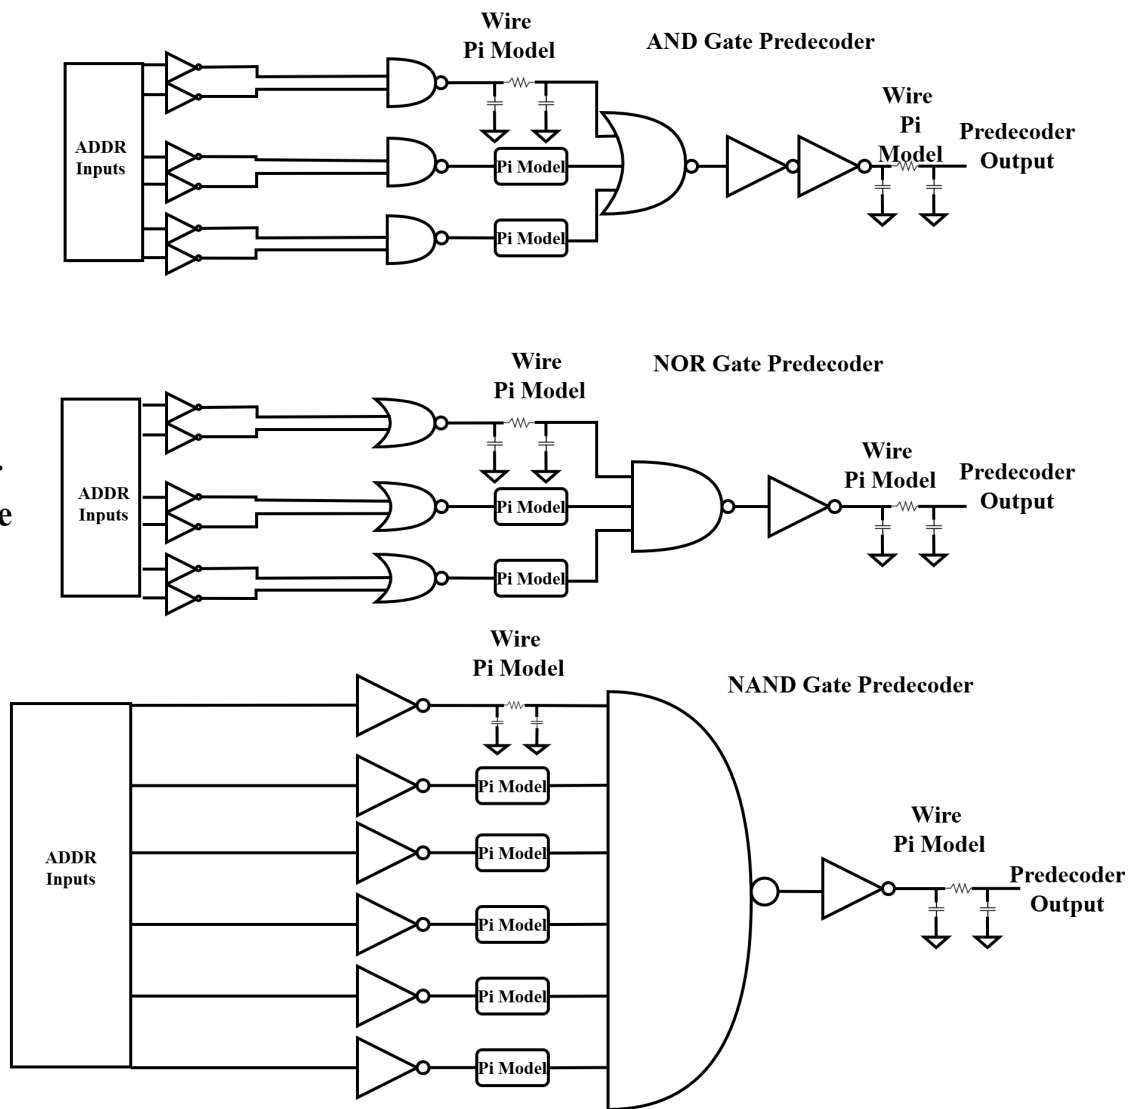 Wire
Pi Model
AND Gate Predecoder
ADDR
Inputs
Pi Model
Pi Model
Wire
Pi
Model
Predecoder
Output
Wire
Pi Model
NOR Gate Predecoder
.
e
ADDR
Inputs
Pi Model
Pi Model
Wire
Pi Model
Predecoder
Output
Wire
Pi Model
NAND Gate Predecoder
ADDR
Inputs
Pi Model
Pi Model
Pi Model
Pi Model
Pi Model
Wire
Pi Model
Predecoder
Output